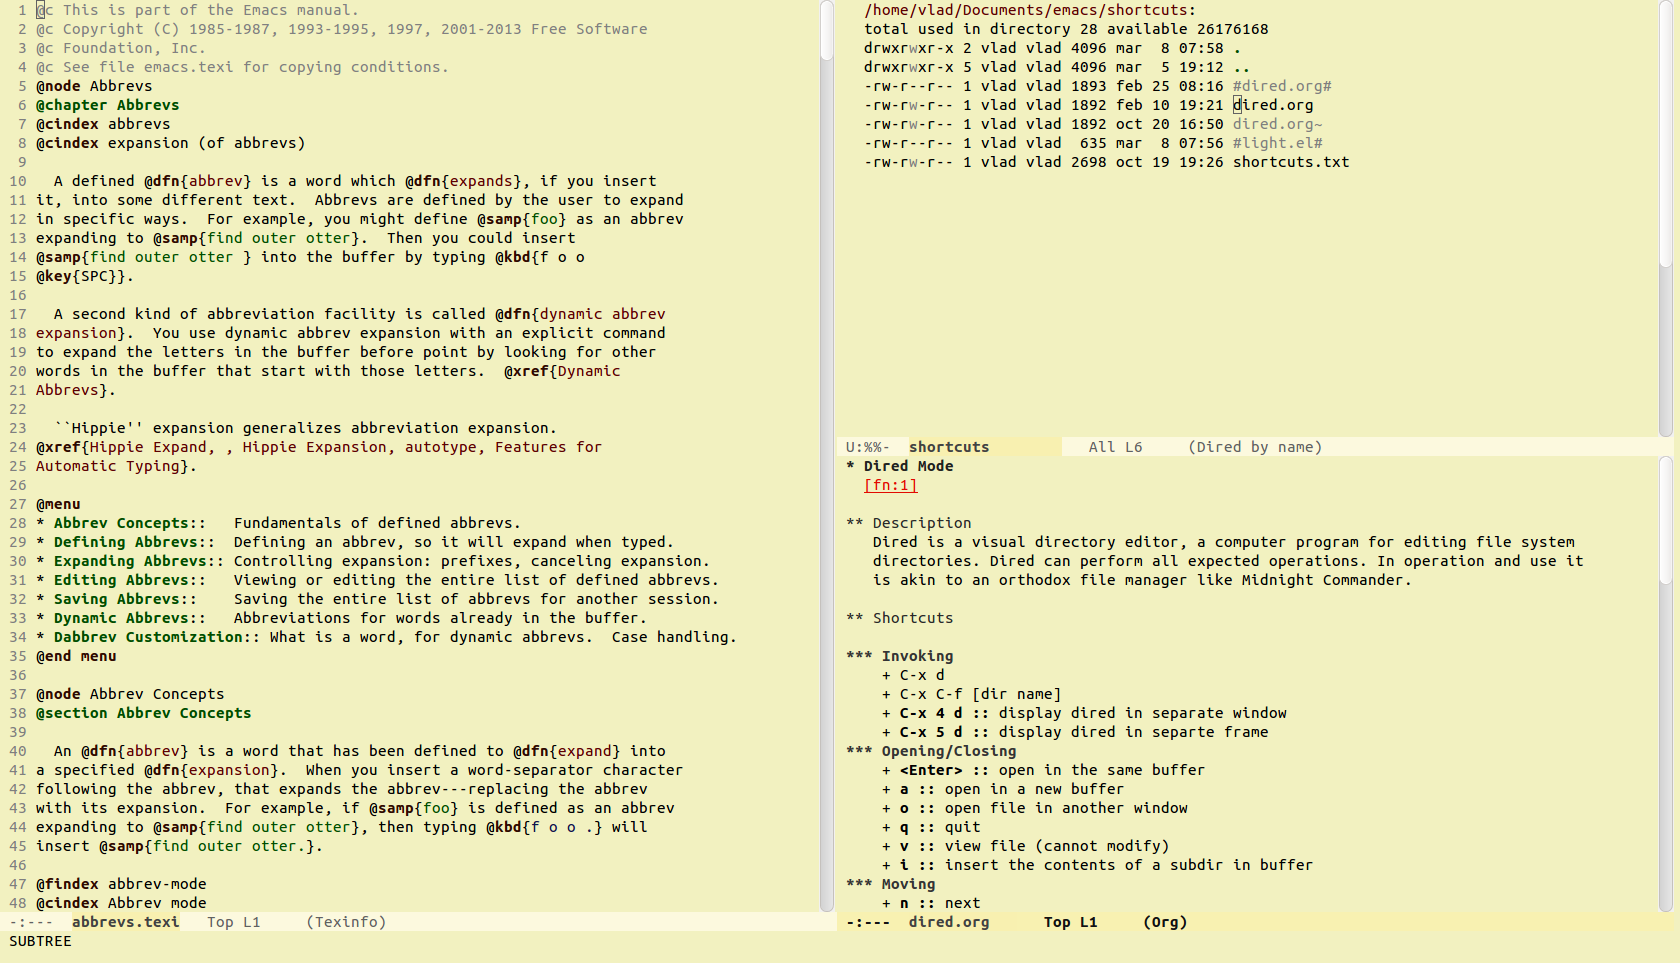 1 @c This is part of the Emacs manual.
2 @c Copyright (C) 1985-1987, 1993-1995, 1997, 2001-2013 Free Software
3 @c Foundation, Inc.
4 @c See file emacs.texi for copying conditions.
5 @node Abbrevs
6 @chapter Abbrevs
7 @cindex abbrevs
8 @cindex expansion (of abbrevs)
9
10   A defined @dfn{abbrev} is a word which @dfn{expands}, if you insert
11 it, into some different text.  Abbrevs are defined by the user to expand
12 in specific ways.  For example, you might define @samp{foo} as an abbrev
13 expanding to @samp{find outer otter}.  Then you could insert
14 @samp{find outer otter } into the buffer by typing @kbd{f o o
15 @key{SPC}}.
16
17   A second kind of abbreviation facility is called @dfn{dynamic abbrev
18 expansion}.  You use dynamic abbrev expansion with an explicit command
19 to expand the letters in the buffer before point by looking for other
20 words in the buffer that start with those letters.  @xref{Dynamic
21 Abbrevs}.
22
23   ``Hippie'' expansion generalizes abbreviation expansion.
24 @xref{Hippie Expand, , Hippie Expansion, autotype, Features for
25 Automatic Typing}.
26
27 @menu
28 * Abbrev Concepts::   Fundamentals of defined abbrevs.
29 * Defining Abbrevs::  Defining an abbrev, so it will expand when typed.
30 * Expanding Abbrevs:: Controlling expansion: prefixes, canceling expansion.
31 * Editing Abbrevs::   Viewing or editing the entire list of defined abbrevs.
32 * Saving Abbrevs::    Saving the entire list of abbrevs for another session.
33 * Dynamic Abbrevs::   Abbreviations for words already in the buffer.
34 * Dabbrev Customization:: What is a word, for dynamic abbrevs.  Case handling.
35 @end menu
36
37 @node Abbrev Concepts
38 @section Abbrev Concepts
39
40   An @dfn{abbrev} is a word that has been defined to @dfn{expand} into
41 a specified @dfn{expansion}.  When you insert a word-separator character
42 following the abbrev, that expands the abbrev---replacing the abbrev
43 with its expansion.  For example, if @samp{foo} is defined as an abbrev
44 expanding to @samp{find outer otter}, then typing @kbd{f o o .} will
45 insert @samp{find outer otter.}.
46
47 @findex abbrev-mode
48 @cindex Abbrev mode
-:---  abbrevs.texi   Top L1     (Texinfo)
SUBTREE
/home/vlad/Documents/emacs/shortcuts:
total used in directory 28 available 26176168
drwxrwxr-x 2 vlad vlad 4096 mar  8 07:58 .
drwxrwxr-x 5 vlad vlad 4096 mar  5 19:12 ..
-rw-r--r-- 1 vlad vlad 1893 feb 25 08:16 #dired.org#
-rw-rw-r-- 1 vlad vlad 1892 feb 10 19:21 dired.org
-rw-rw-r-- 1 vlad vlad 1892 oct 20 16:50 dired.org~
-rw-r--r-- 1 vlad vlad  635 mar  8 07:56 #light.el#
-rw-rw-r-- 1 vlad vlad 2698 oct 19 19:26 shortcuts.txt
U:%%-  shortcuts           All L6     (Dired by name)
* Dired Mode
  [fn:1]
** Description
   Dired is a visual directory editor, a computer program for editing file system
   directories. Dired can perform all expected operations. In operation and use it
   is akin to an orthodox file manager like Midnight Commander.
** Shortcuts
*** Invoking
    + C-x d
    + C-x C-f [dir name]
    + C-x 4 d :: display dired in separate window
    + C-x 5 d :: display dired in separte frame
*** Opening/Closing
    + <Enter> :: open in the same buffer
    + a :: open in a new buffer
    + o :: open file in another window
    + q :: quit
    + v :: view file (cannot modify)
    + i :: insert the contents of a subdir in buffer
*** Moving
    + n :: next
-:---  dired.org      Top L1     (Org)